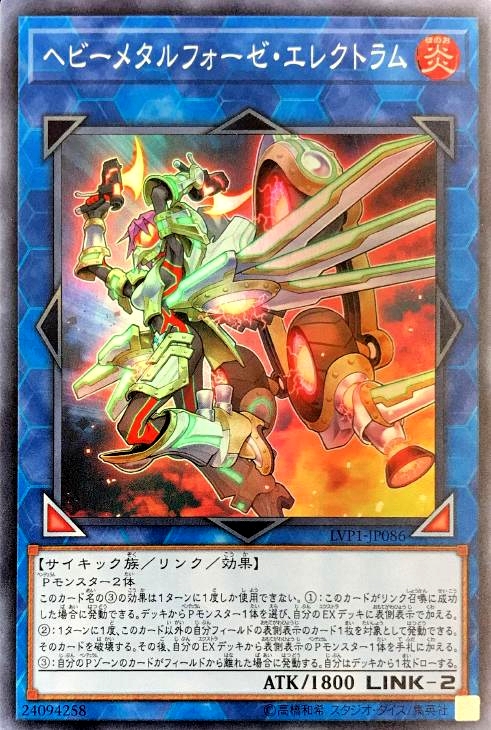 ヘビーメタルフォーゼ・エレクトラム
炎
LVP1-JP086
【サイキック族／リンク／効果】
Pモンスター2体
このカード名の③の効果は1ターンに1度しか使用できない。①：このカードがリンク召喚に成功
した場合に発動できる。デッキからPモンスター1体を選び、自分のEXデッキに表側表示で加える。
②：1ターンに1度、このカード以外の自分フィールドの表側表示のカード1枚を対象として発動できる。
そのカードを破壊する。その後、自分のEXデッキから表側表示のPモンスター1体を手札に加える。
③：自分のPゾーンのカードがフィールドから離れた場合に発動する。自分はデッキから1枚ドローする。
ATK/1800 LINK-2
24094258 ©高橋和希 スタジオ・ダイス/集英社